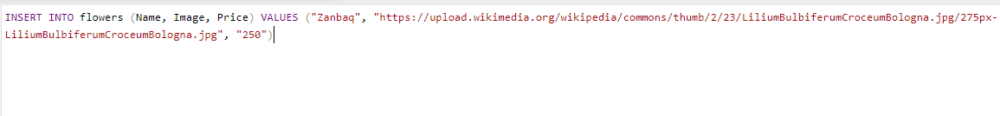 INSERT INTO flowers (Name, Image, Price) VALUES ("Zanbaq", "https://upload.wikimedia.org/wikipedia/commons/thumb/2/23/LiliumBulbiferumCroceumBologna.jpg/275px-
LiliumBulbiferumCroceumBologna.jpg", "250")